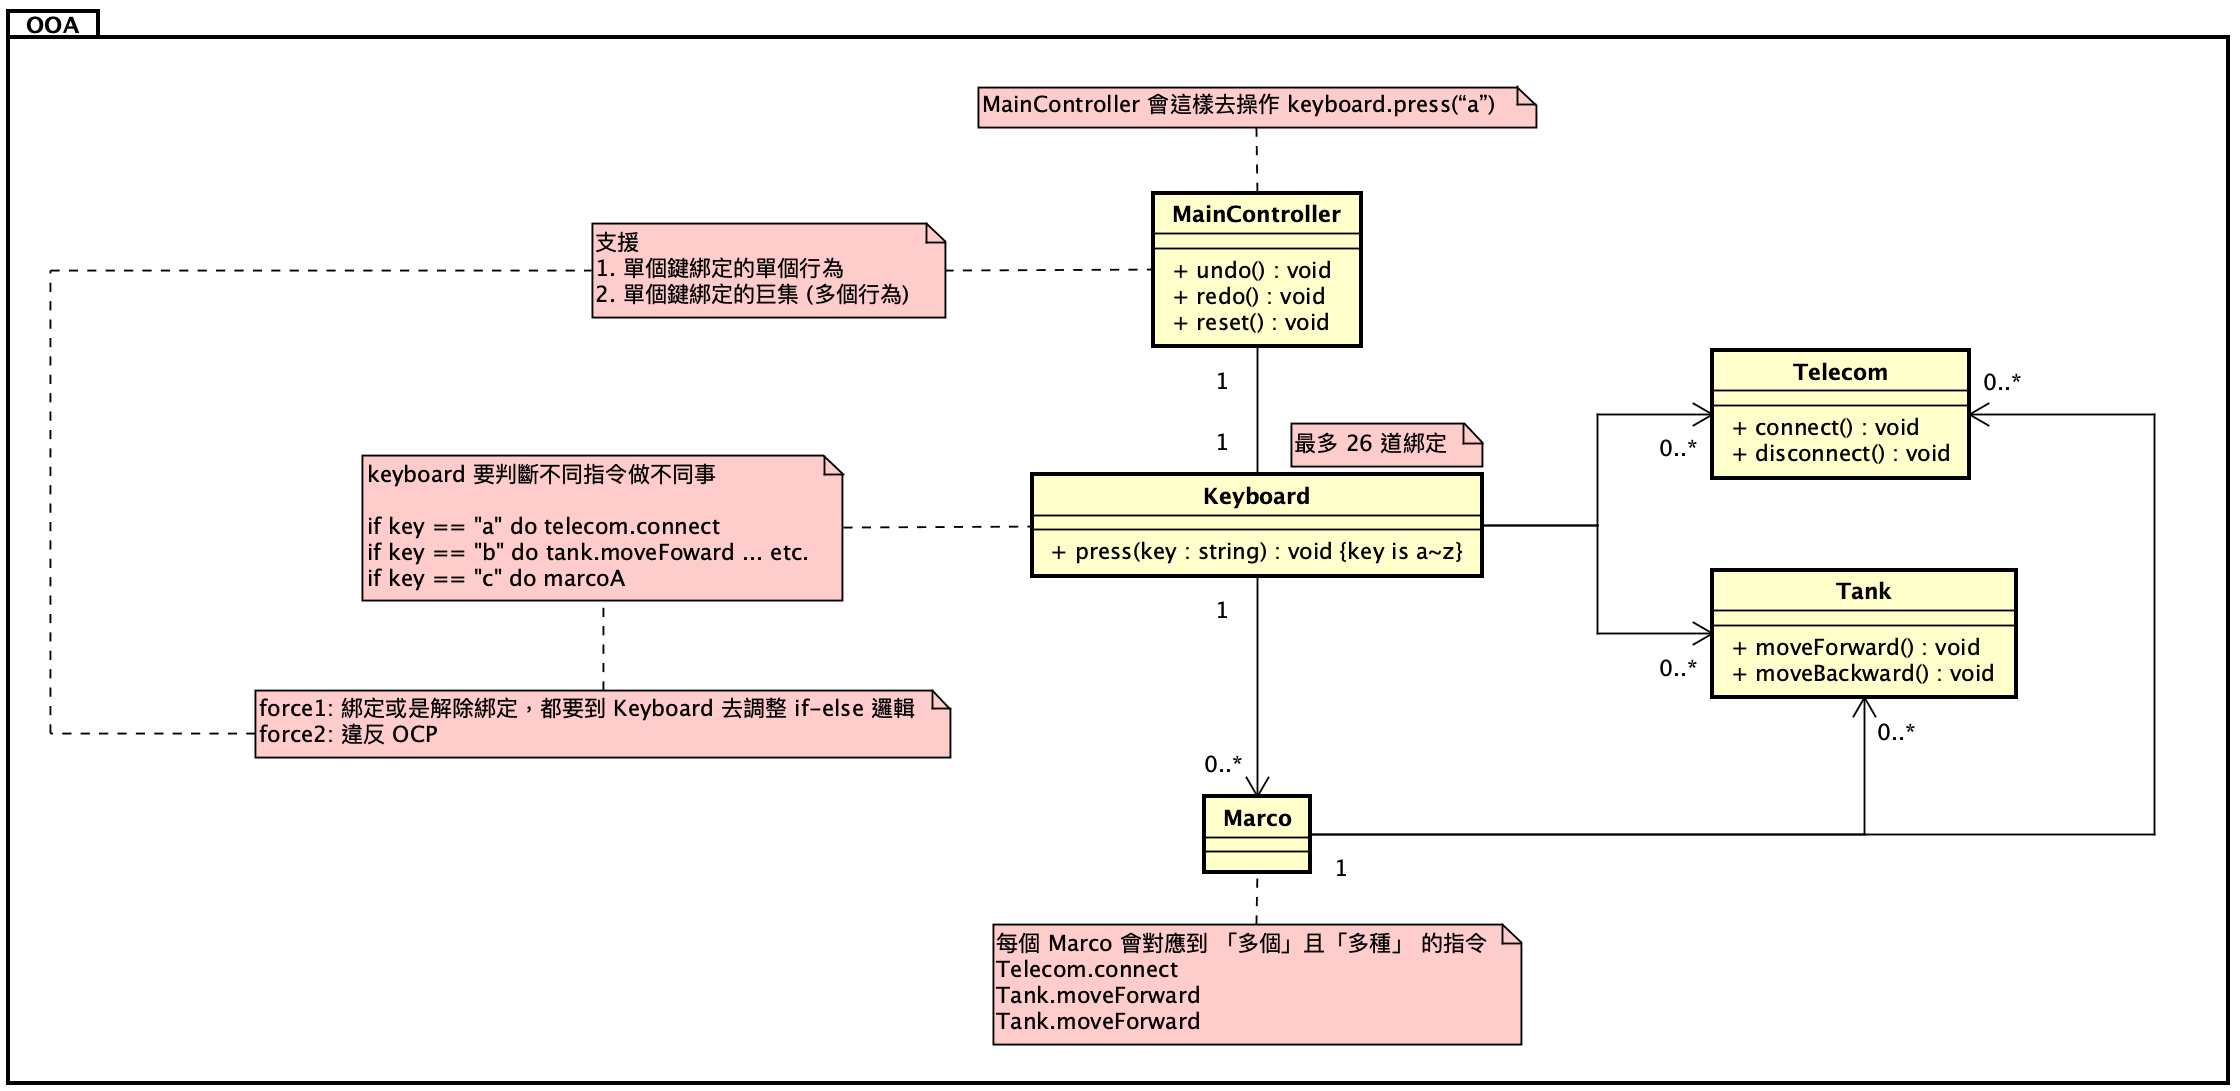 OOA
MainController 會這樣去操作 keyboard.press(“a”)
MainController
+ undo() : void
+ redo() : void
+ reset() : void
支援
1. 單個鍵綁定的單個行為
2. 單個鍵綁定的巨集 (多個行為)
1
1
最多 26 道綁定
Keyboard
+ press(key : string) : void {key is a~z}
1
keyboard 要判斷不同指令做不同事
if key == "a" do telecom.connect
if key == "b" do tank.moveFoward ... etc.
if key == "c" do marcoA
force1: 綁定或是解除綁定，都要到 Keyboard 去調整 if-else 邏輯
force2: 違反 OCP
Telecom
+ connect() : void
+ disconnect() : void
0..*
0..*
Tank
+ moveForward() : void
+ moveBackward() : void
0..*
0..*
0..*
Marco
1
每個 Marco 會對應到 「多個」且「多種」 的指令
Telecom.connect
Tank.moveForward
Tank.moveForward